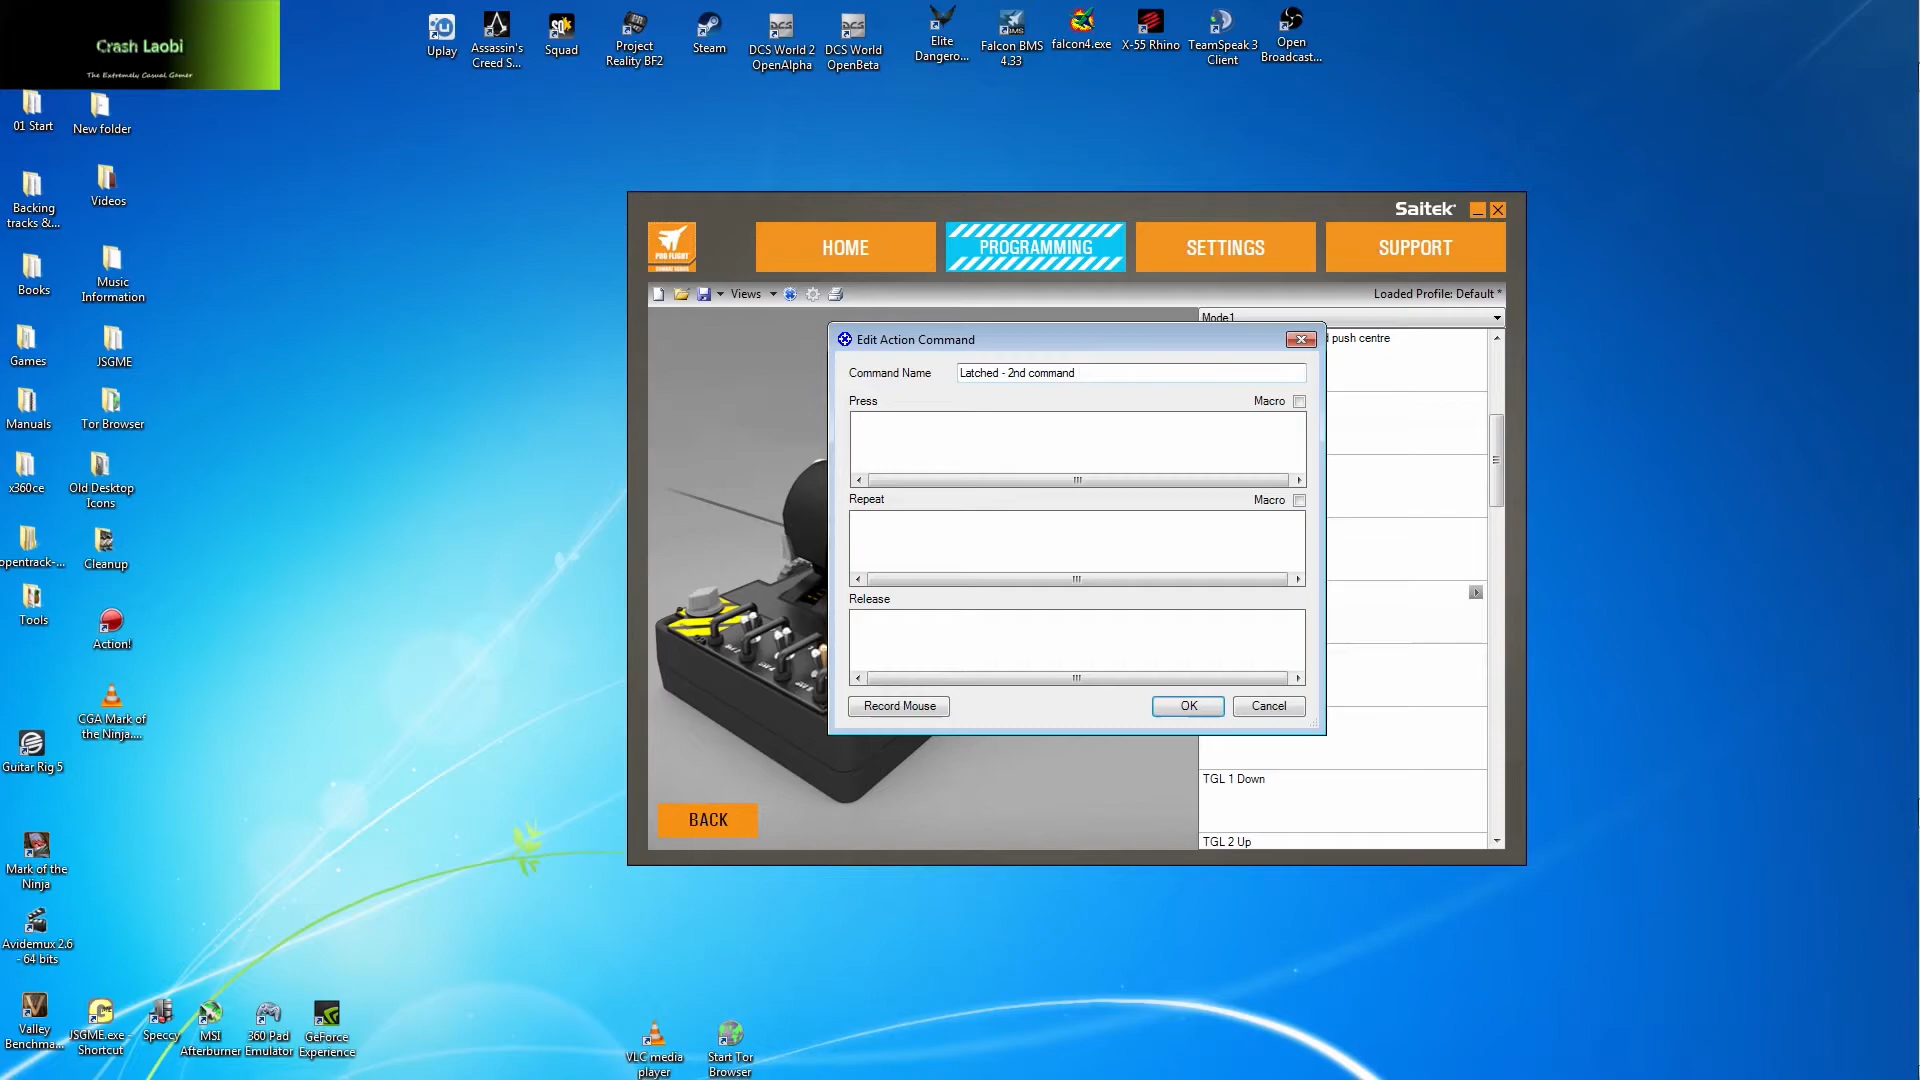 Crash Laobi
The Extremely Casual Gamer
Uplay
Assassin's
Creed S...
Squad
Project
Reality BF2
Steam
DCS World 2
OpenAlpha
DCS World
OpenBeta
Elite
Dangero...
Falcon BMS
4.33
falcon4.exe
X-55 Rhino
TeamSpeak 3
Client
Open
Broadcast...
01 Start
New folder
Backing
tracks &...
Videos
Books
Music
Information
Games
JSGME
Manuals
Tor Browser
x360ce
Old Desktop
Icons
opentrack-...
Cleanup
Tools
Action!
CGA Mark of
the Ninja....
Guitar Rig 5
Mark of the
Ninja
Avidemux 2.6
- 64 bits
Valley
Benchma...
JSGME.exe -
Shortcut
Speccy
MSI
Afterburner
360 Pad
Emulator
GeForce
Experience
VLC media
player
Start Tor
Browser
Saitek
PRO FLIGHT
HOME
PROGRAMMING
SETTINGS
SUPPORT
Views
Loaded Profile: Default *
Mode1
push centre
Edit Action Command
Command Name
Latched - 2nd command
Press
Macro
Repeat
Macro
Release
Record Mouse
OK
Cancel
TGL 1 Down
TGL 2 Up
BACK